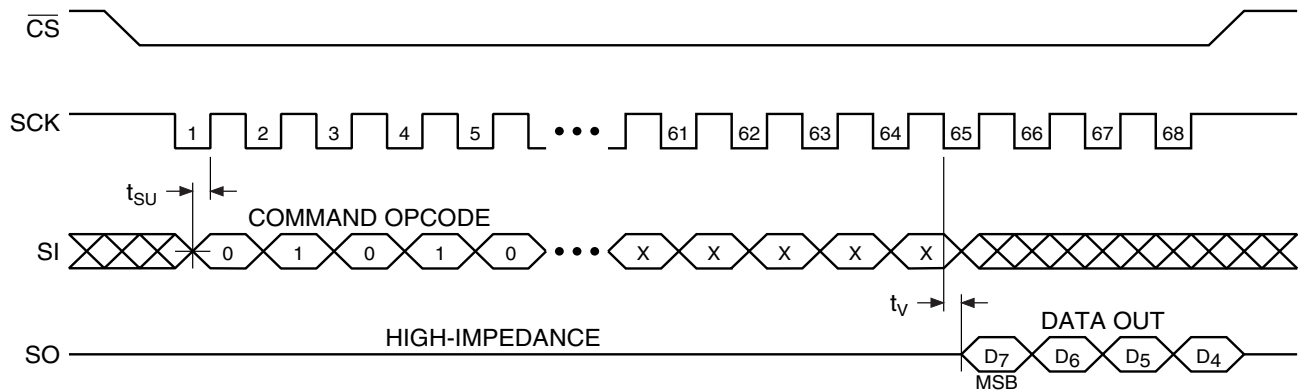 CS
SCK
1 2 3 4 5 ••• 61 62 63 64 65 66 67 68
tSU
COMMAND OPCODE
SI
0 1 0 1 0 ••• X X X X X
tV
HIGH-IMPEDANCE
DATA OUT
SO
D7 D6 D5 D4
MSB